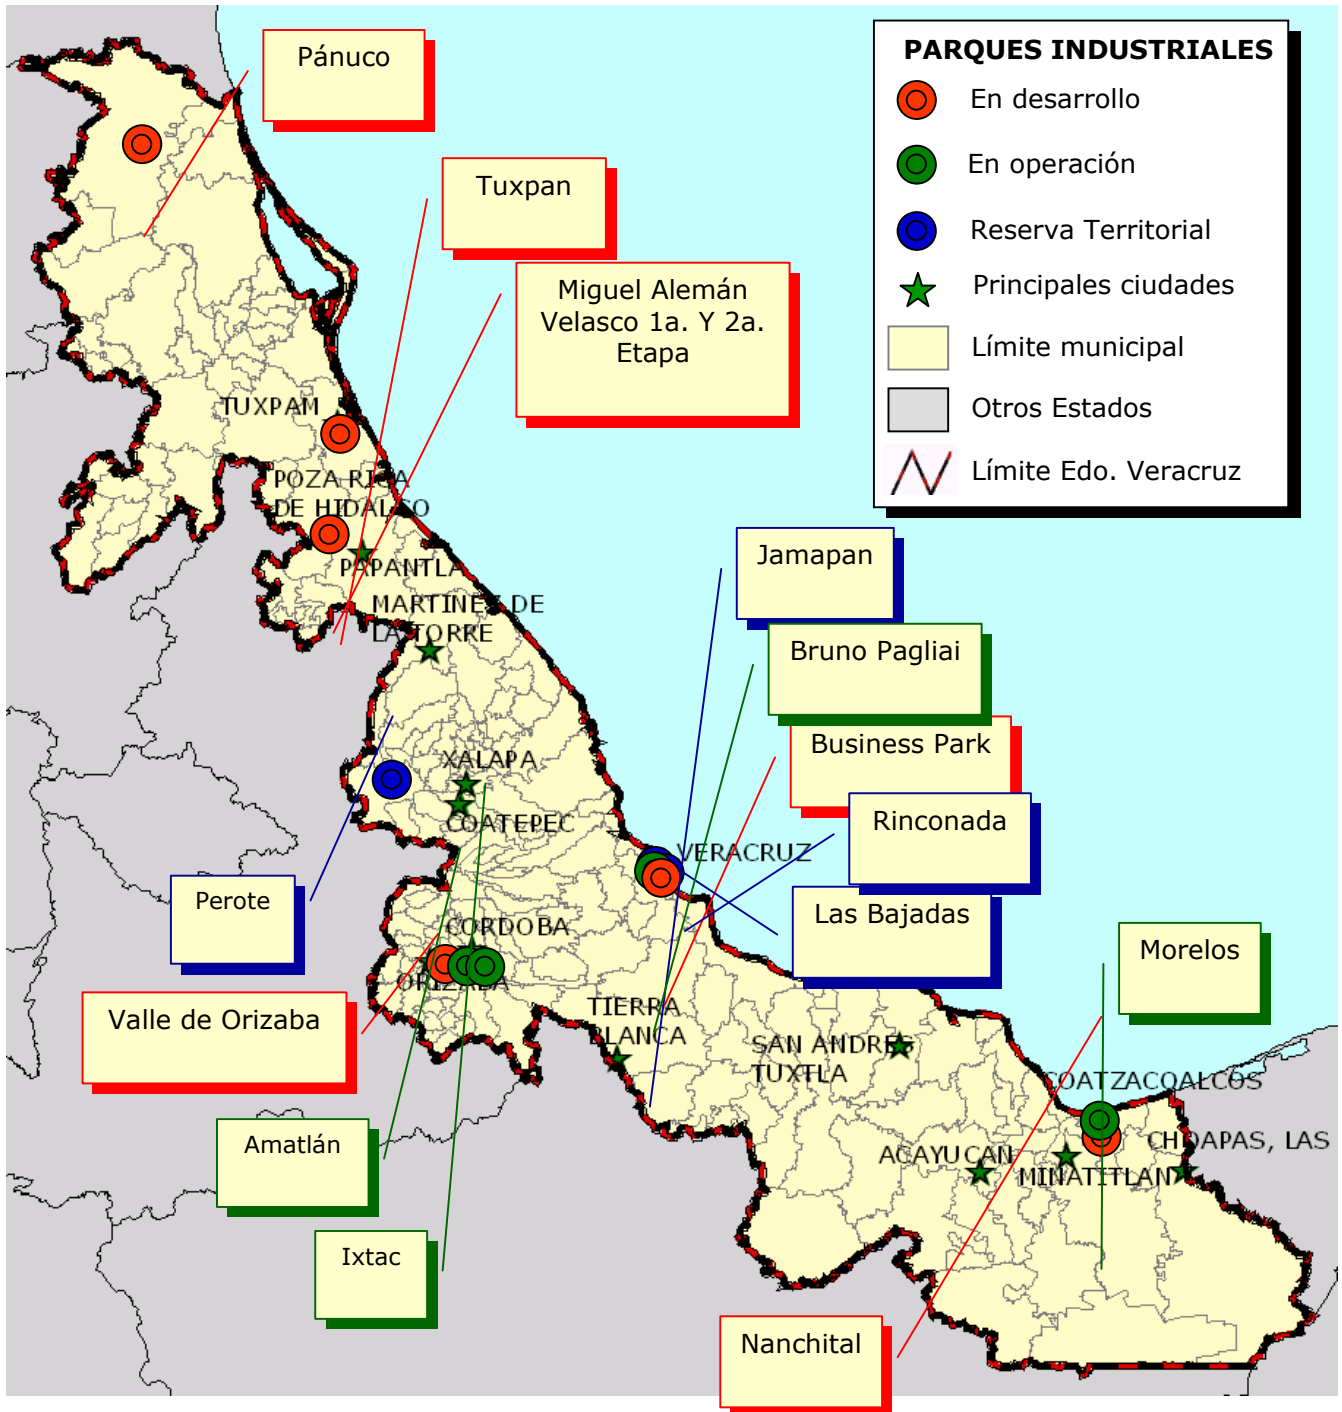 Pánuco
PARQUES INDUSTRIALES
En desarrollo
En operación
Reserva Territorial
Principales ciudades
Límite municipal
Otros Estados
Límite Edo. Veracruz
Tuxpan
Miguel Alemán
Velasco 1a. Y 2a.
Etapa
TUXPAM
POZA RICA
DE HIDALGO
PAPANTLA
MARTINEZ DE
LA TORRE
Jamapan
Bruno Pagliai
Business Park
Rinconada
Las Bajadas
XALAPA
COATEPEC
VERACRUZ
Perote
CORDOBA
ORIZABA
Valle de Orizaba
TIERRA
BLANCA
SAN ANDRES
TUXTLA
Morelos
COATZACOALCOS
Amatlán
ACAYUCAN
MINATITLAN
CHOAPAS, LAS
Ixtac
Nanchital